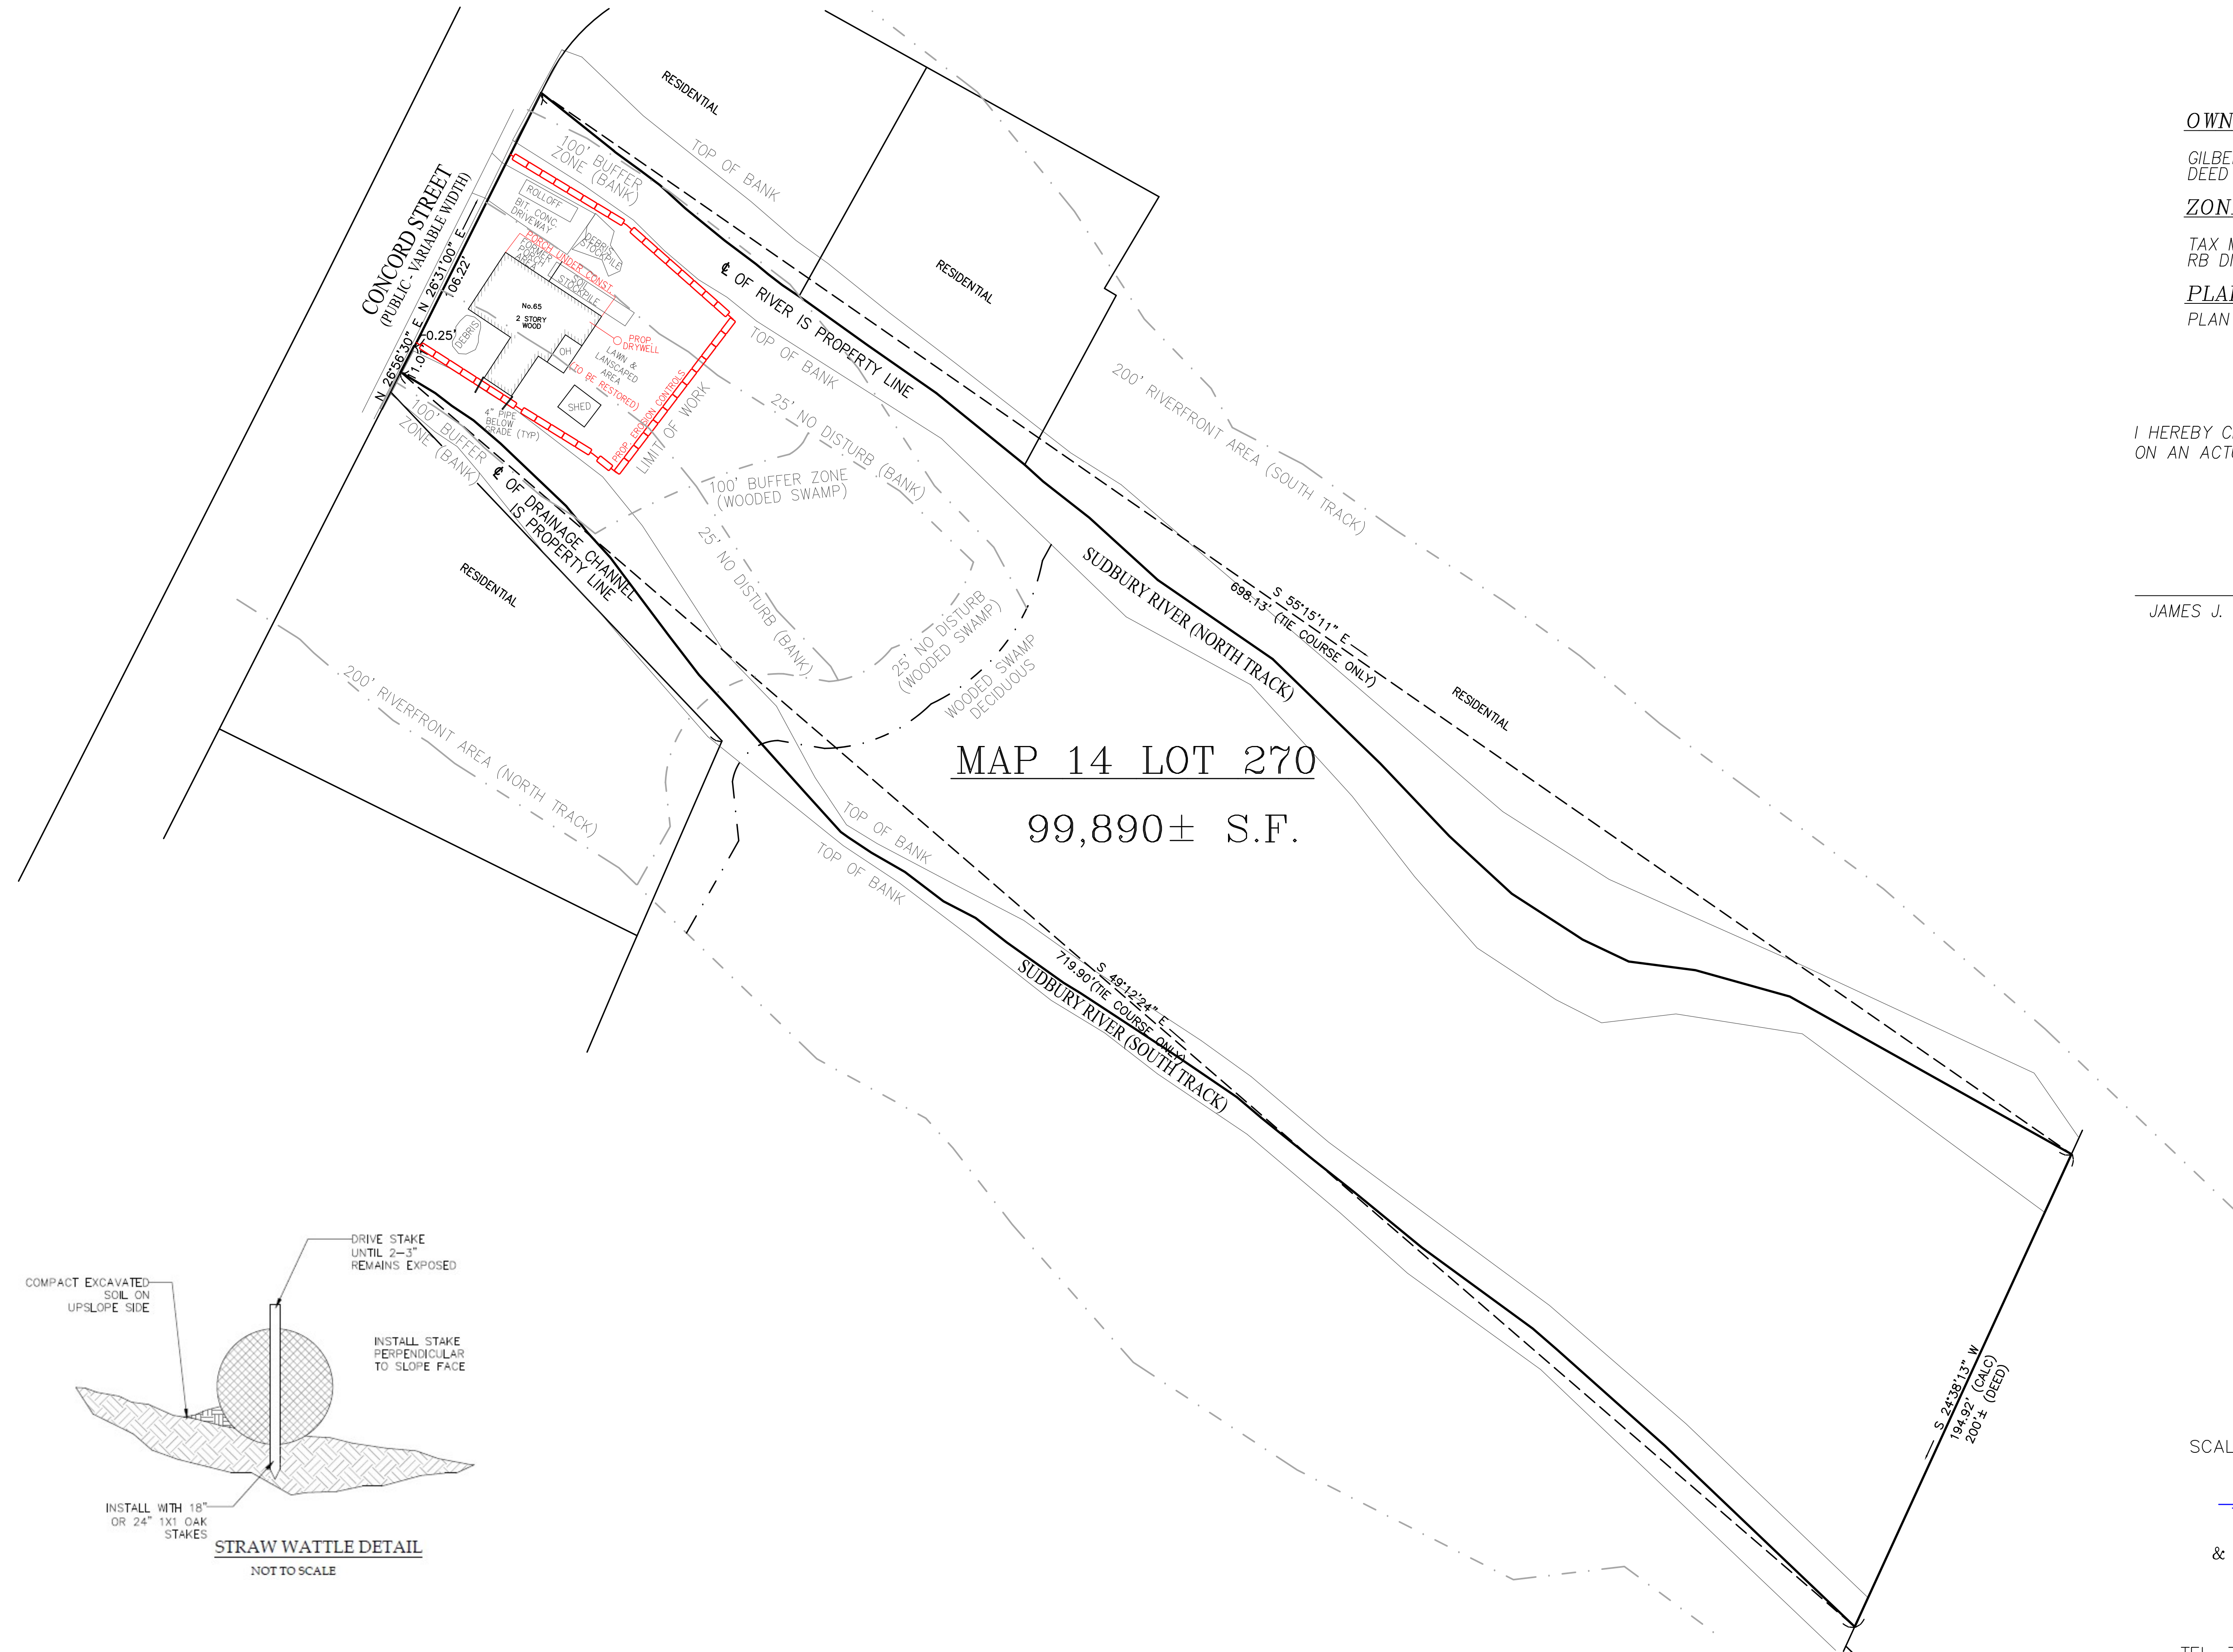 CONCORD STREET
(PUBLIC - VARIABLE WIDTH)
N 26°31'00" E
106.22'
N 26°56'30" E
0.25'
RESIDENTIAL
TOP OF BANK
100' BUFFER
ZONE (BANK)
ROLLOFF
BIT. CONC.
DRIVEWAY
DEBRIS
STOCKPILE
PORCH UNDER CONST.
FORMER
PORCH
AREA
SOIL
STOCKPILE
No.65
2 STORY
WOOD
DEBRIS
PROP.
DRYWELL
OH
LAWN &
LANSCAPED
AREA
(TO BE RESTORED)
SHED
PROP. EROSION CONTROLS
LIMIT OF WORK
4" PIPE
BELOW
GRADE (TYP)
100' BUFFER
ZONE (BANK)
℄ OF RIVER IS PROPERTY LINE
TOP OF BANK
RESIDENTIAL
25' NO DISTURB (BANK)
200' RIVERFRONT AREA (SOUTH TRACK)
100' BUFFER ZONE
(WOODED SWAMP)
25' NO DISTURB (BANK)
℄ OF DRAINAGE CHANNEL
IS PROPERTY LINE
RESIDENTIAL
25' NO DISTURB
(WOODED SWAMP)
WOODED SWAMP
DECIDUOUS
SUDBURY RIVER (NORTH TRACK)
S 55°15'11" E
698.13' (TIE COURSE ONLY)
RESIDENTIAL
200' RIVERFRONT AREA (NORTH TRACK)
MAP 14 LOT 270
99,890± S.F.
TOP OF BANK
TOP OF BANK
S 49°12'24" E
719.90' (TIE COURSE ONLY)
SUDBURY RIVER (SOUTH TRACK)
S 24°38'13" W
194.92' (CALC)
200'± (DEED)
OWN
GILBE
DEED
ZON
TAX M
RB DI
PLA
PLAN
I HEREBY C
ON AN ACT
JAMES J.
SCAL
&
DRIVE STAKE
UNTIL 2-3"
REMAINS EXPOSED
COMPACT EXCAVATED
SOIL ON
UPSLOPE SIDE
INSTALL STAKE
PERPENDICULAR
TO SLOPE FACE
INSTALL WITH 18"
OR 24" 1X1 OAK
STAKES
STRAW WATTLE DETAIL
NOT TO SCALE